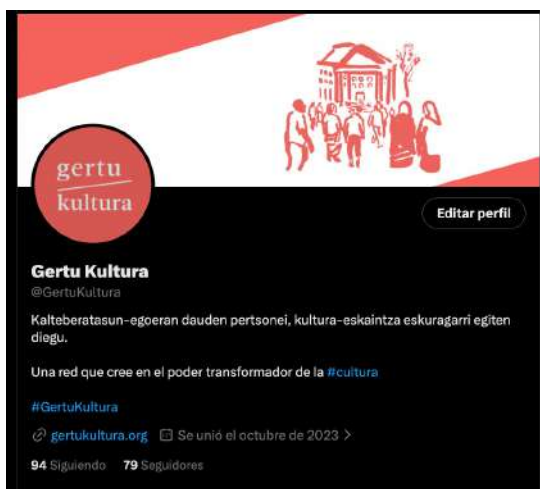 gertu
kultura
Editar perfil
Gertu Kultura
@GertuKultura
Kalteberatasun-egoeran dauden pertsonei, kultura-eskaintza eskuragarri egiten
diegu.
Una red que cree en el poder transformador de la #cultura
#GertuKultura
gertukultura.org Se unió el octubre de 2023 >
94 Siguiendo 79 Seguidores